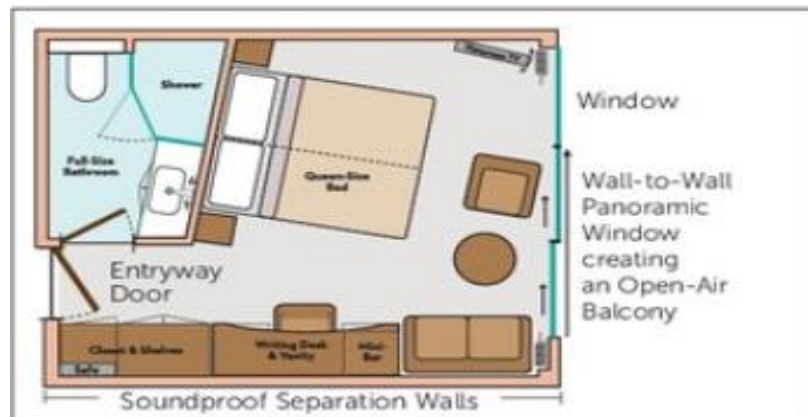 Shower
Full-Size
Bathroom
Queen-Size
Bed
Window
Wall-to-Wall
Panoramic
Window
creating
an Open-Air
Balcony
Entryway
Door
Closet & Shelves
Safe
Writing Desk
& Vanity
Mini-
Bar
Soundproof Separation Walls